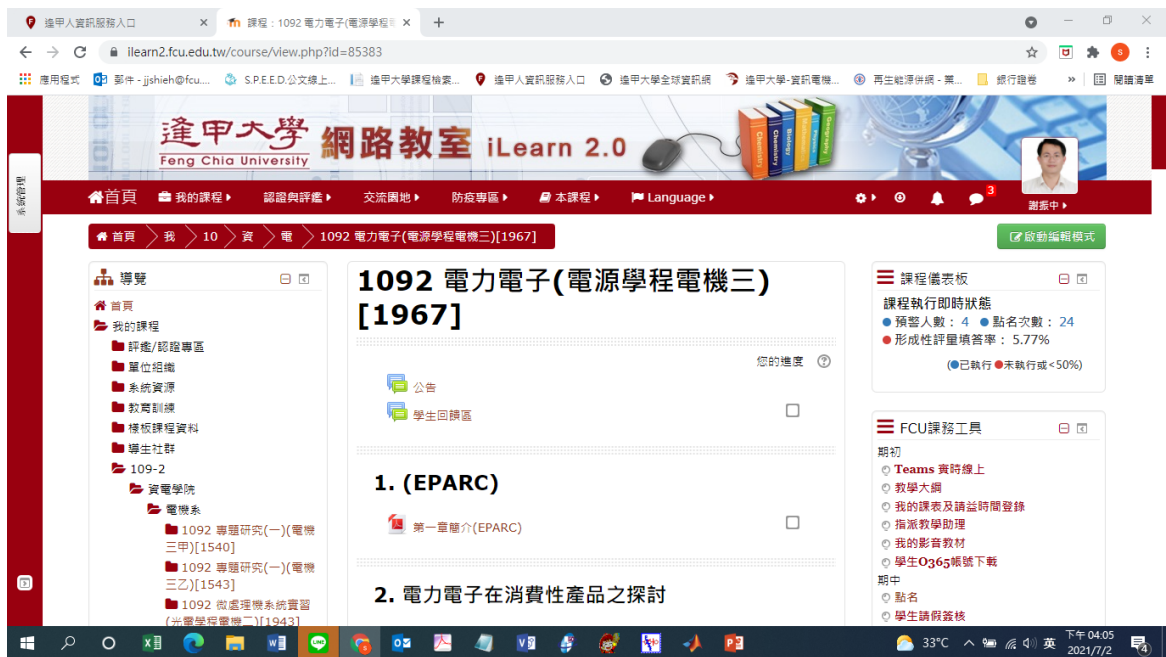 逢甲人資訊服務入口
課程：1092 電力電子(電源學程電
ilearn2.fcu.edu.tw/course/view.php?id=85383
應用程式 郵件 - jjshieh@fcu.... S.P.E.E.D.公文線上... 逢甲大學課程檢索... 逢甲人資訊服務入口 逢甲大學全球資訊網 逢甲大學-資訊電機... 再生能源併網 - 業... 銀行證卷 » 閱讀清單
逢甲大學 網路教室 iLearn 2.0
Feng Chia University
Chemistry Biology Geography
系統管理
首頁 我的課程 認證與評鑑 交流園地 防疫專區 本課程 Language 3 謝振中
首頁 我 10 資 電 1092 電力電子(電源學程電機三)[1967]
啟動編輯模式
導覽
首頁
我的課程
評鑑/認證專區
單位組織
系統資源
教育訓練
樣板課程資料
導生社群
109-2
資電學院
電機系
1092 專題研究(一)(電機
三甲)[1540]
1092 專題研究(一)(電機
三乙)[1543]
1092 微處理機系統實習
(光電學程電機二)[1943]
1092 電力電子(電源學程電機三)
[1967]
您的進度
公告
學生回饋區
1. (EPARC)
第一章簡介(EPARC)
2. 電力電子在消費性產品之探討
課程儀表板
課程執行即時狀態
預警人數： 4 點名次數： 24
形成性評量填答率： 5.77%
(●已執行 ●未執行或<50%)
FCU課務工具
期初
Teams 實時線上
教學大綱
我的課表及請益時間登錄
指派教學助理
我的影音教材
學生O365帳號下載
期中
點名
學生請假簽核
33°C 英 下午 04:05
2021/7/2
4